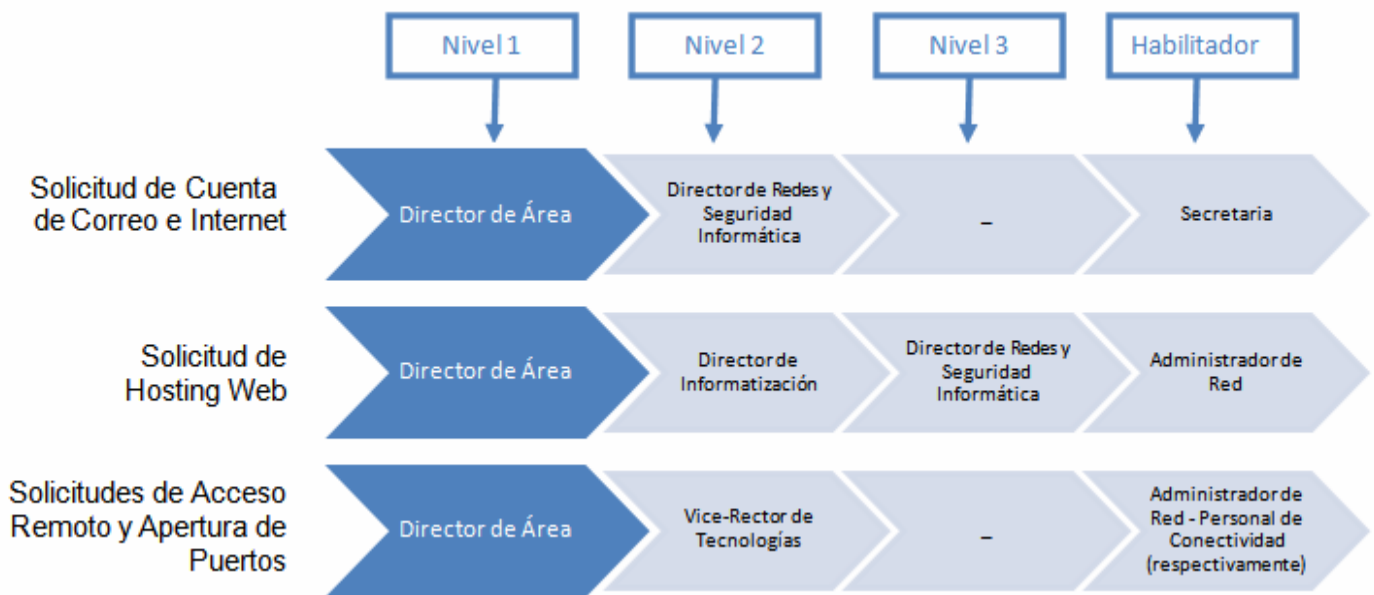 Nivel 1
Nivel 2
Nivel 3
Habilitador
Solicitud de Cuenta
de Correo e Internet
Director de Área
Director de Redes y
Seguridad
Informática
–
Secretaria
Solicitud de
Hosting Web
Director de Área
Director de
Informatización
Director de Redes y
Seguridad
Informática
Administrador de
Red
Solicitudes de Acceso
Remoto y Apertura de
Puertos
Director de Área
Vice-Rector de
Tecnologías
–
Administrador de
Red - Personal de
Conectividad
(respectivamente)